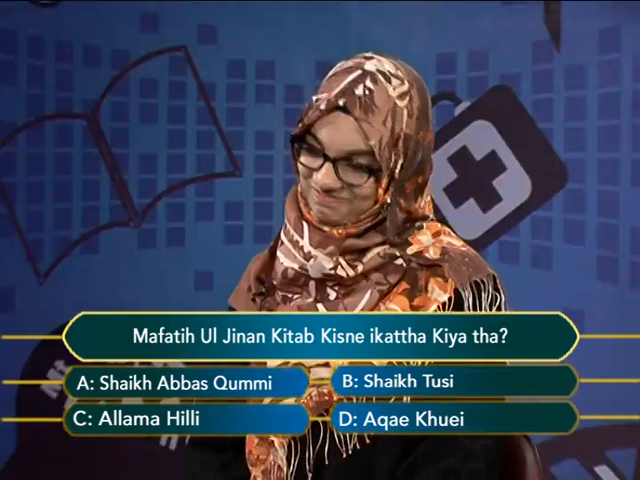 Mafatih Ul Jinan Kitab Kisne ikattha Kiya tha?
A: Shaikh Abbas Qummi
B: Shaikh Tusi
C: Allama Hilli
D: Aqae Khuei